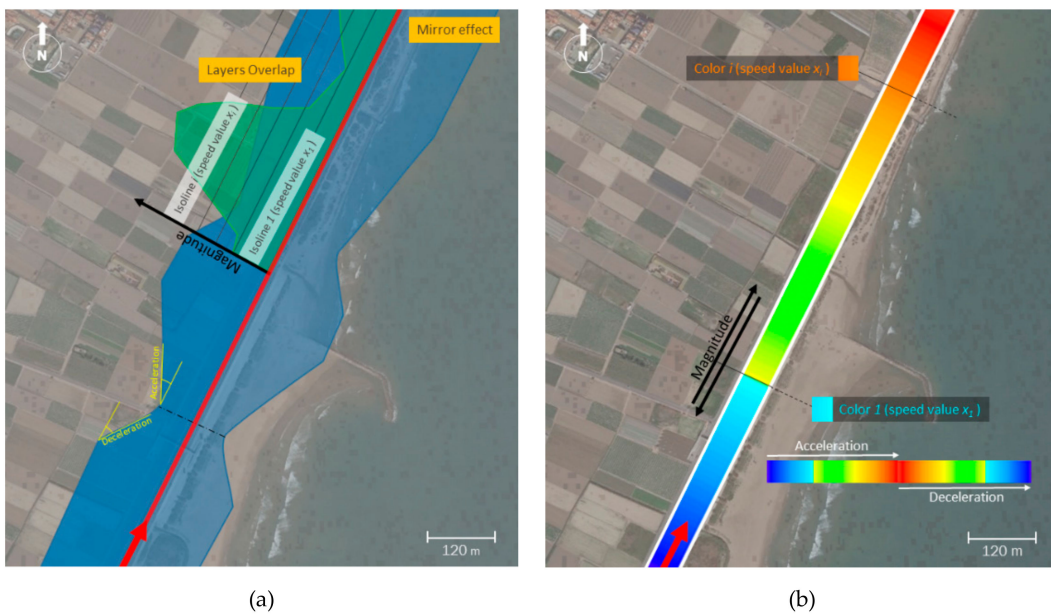 N
Mirror effect
Layers Overlap
Isoline i (speed value xᵢ)
Isoline 1 (speed value x₁)
Magnitude
Acceleration
Deceleration
120 m
(a)
N
Color i (speed value xᵢ)
Magnitude
Color 1 (speed value x₁)
Acceleration
Deceleration
120 m
(b)